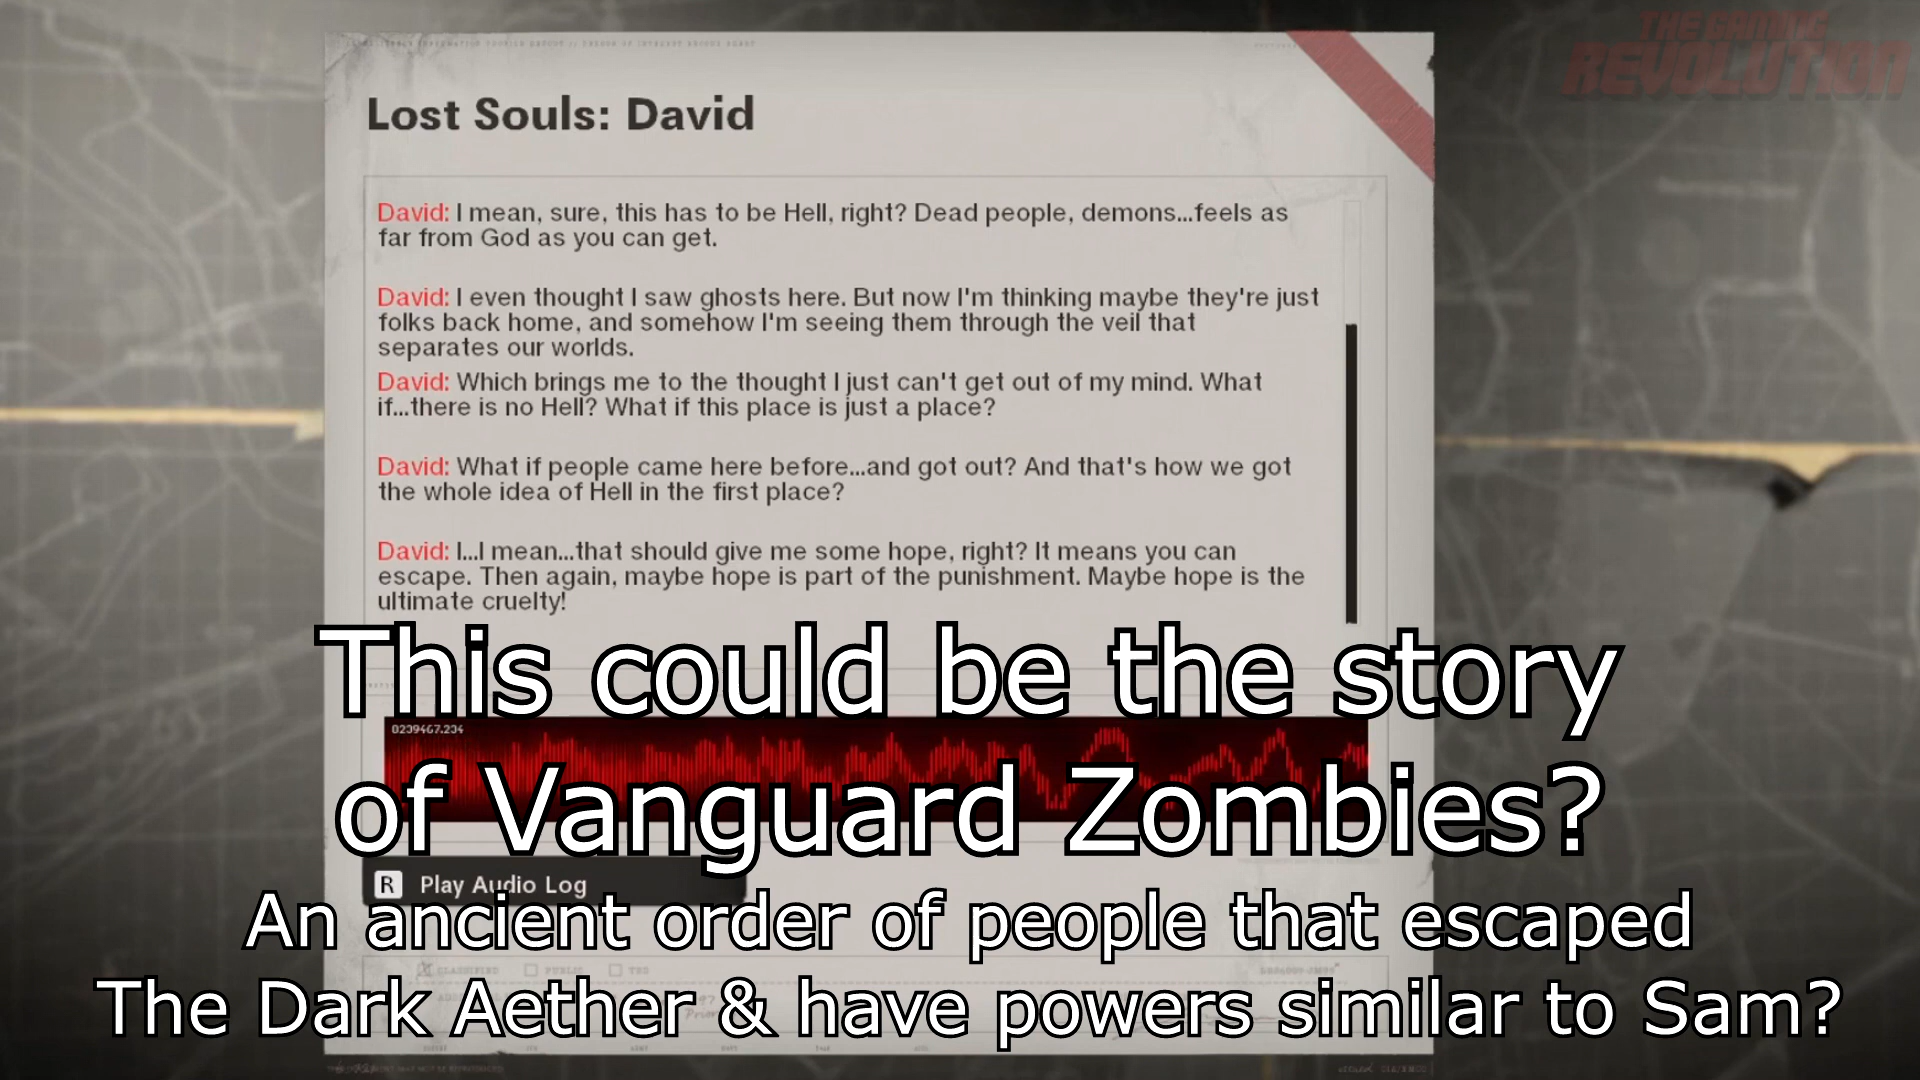 THE GAMING
REVOLUTION
Lost Souls: David
David: I mean, sure, this has to be Hell, right? Dead people, demons...feels as
far from God as you can get.
David: I even thought I saw ghosts here. But now I'm thinking maybe they're just
folks back home, and somehow I'm seeing them through the veil that
separates our worlds.
David: Which brings me to the thought I just can't get out of my mind. What
if...there is no Hell? What if this place is just a place?
David: What if people came here before...and got out? And that's how we got
the whole idea of Hell in the first place?
David: I...I mean...that should give me some hope, right? It means you can
escape. Then again, maybe hope is part of the punishment. Maybe hope is the
ultimate cruelty!
This could be the story
0239467.234
of Vanguard Zombies?
R Play Audio Log
An ancient order of people that escaped
CLASSIFIED PUBLIC TBD
The Dark Aether & have powers similar to Sam?